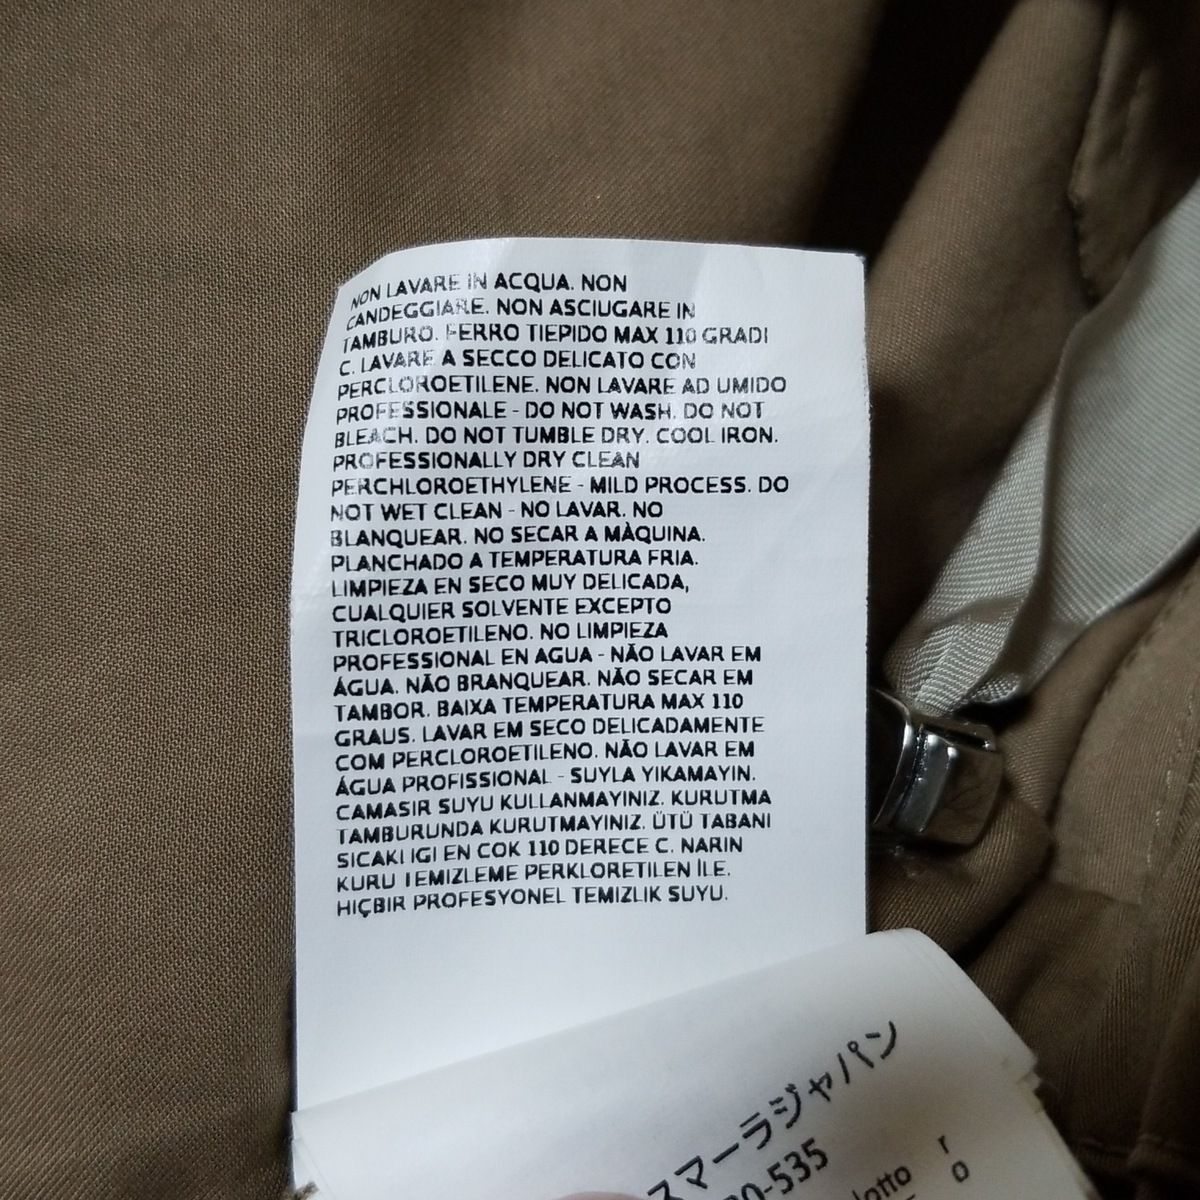 NON LAVARE IN ACQUA. NON
CANDEGGIARE. NON ASCIUGARE IN
TAMBURO. FERRO TIEPIDO MAX 110 GRADI
C. LAVARE A SECCO DELICATO CON
PERCLOROETILENE. NON LAVARE AD UMIDO
PROFESSIONALE - DO NOT WASH. DO NOT
BLEACH. DO NOT TUMBLE DRY. COOL IRON.
PROFESSIONALLY DRY CLEAN
PERCHLOROETHYLENE - MILD PROCESS. DO
NOT WET CLEAN - NO LAVAR. NO
BLANQUEAR. NO SECAR A MÀQUINA.
PLANCHADO A TEMPERATURA FRIA.
LIMPIEZA EN SECO MUY DELICADA,
CUALQUIER SOLVENTE EXCEPTO
TRICLOROETILENO. NO LIMPIEZA
PROFESSIONAL EN AGUA - NÃO LAVAR EM
ÁGUA. NÃO BRANQUEAR. NÃO SECAR EM
TAMBOR. BAIXA TEMPERATURA MAX 110
GRAUS. LAVAR EM SECO DELICADAMENTE
COM PERCLOROETILENO. NÃO LAVAR EM
ÁGUA PROFISSIONAL - SUYLA YIKAMAYIN.
CAMASIR SUYU KULLANMAYINIZ. KURUTMA
TAMBURUNDA KURUTMAYINIZ. ÜTÜ TABANI
SICAKLIGI EN COK 110 DERECE C. NARIN
KURU TEMIZLEME PERKLORETILEN İLE.
HIÇBIR PROFESYONEL TEMIZLIK SUYU.
スマーラジャパン
0-535
lotto
r
0